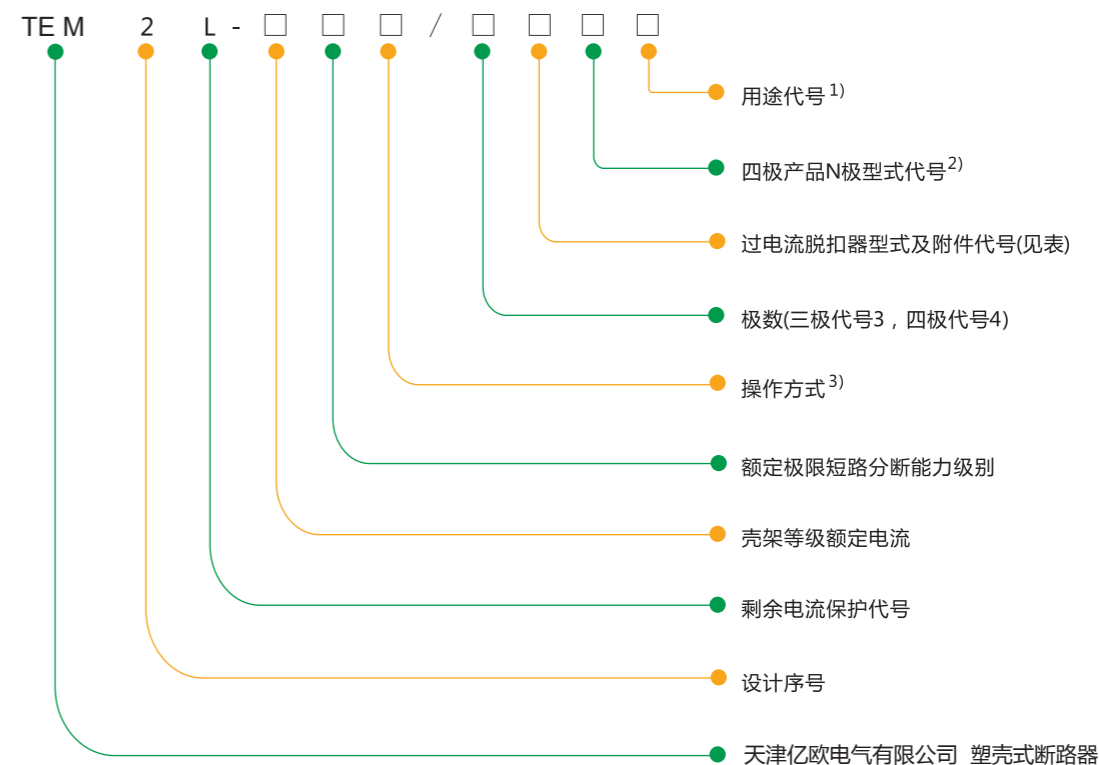 TEM 2 L - □ □ □ / □ □ □ □
用途代号1)
四极产品N极型式代号2)
过电流脱扣器型式及附件代号(见表)
极数(三极代号3，四极代号4)
操作方式3)
额定极限短路分断能力级别
壳架等级额定电流
剩余电流保护代号
设计序号
天津亿欧电气有限公司 塑壳式断路器